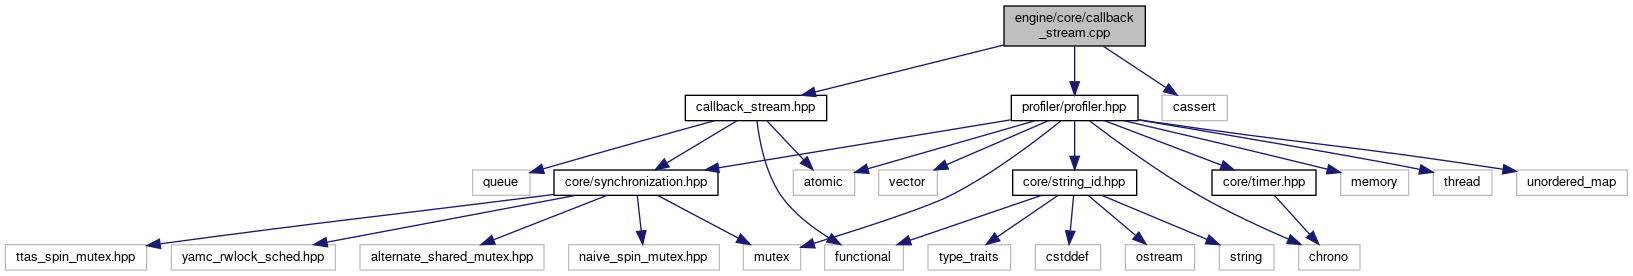 engine/core/callback
_stream.cpp
callback_stream.hpp
profiler/profiler.hpp
cassert
queue
core/synchronization.hpp
atomic
vector
core/string_id.hpp
core/timer.hpp
memory
thread
unordered_map
ttas_spin_mutex.hpp
yamc_rwlock_sched.hpp
alternate_shared_mutex.hpp
naive_spin_mutex.hpp
mutex
functional
type_traits
cstddef
ostream
string
chrono